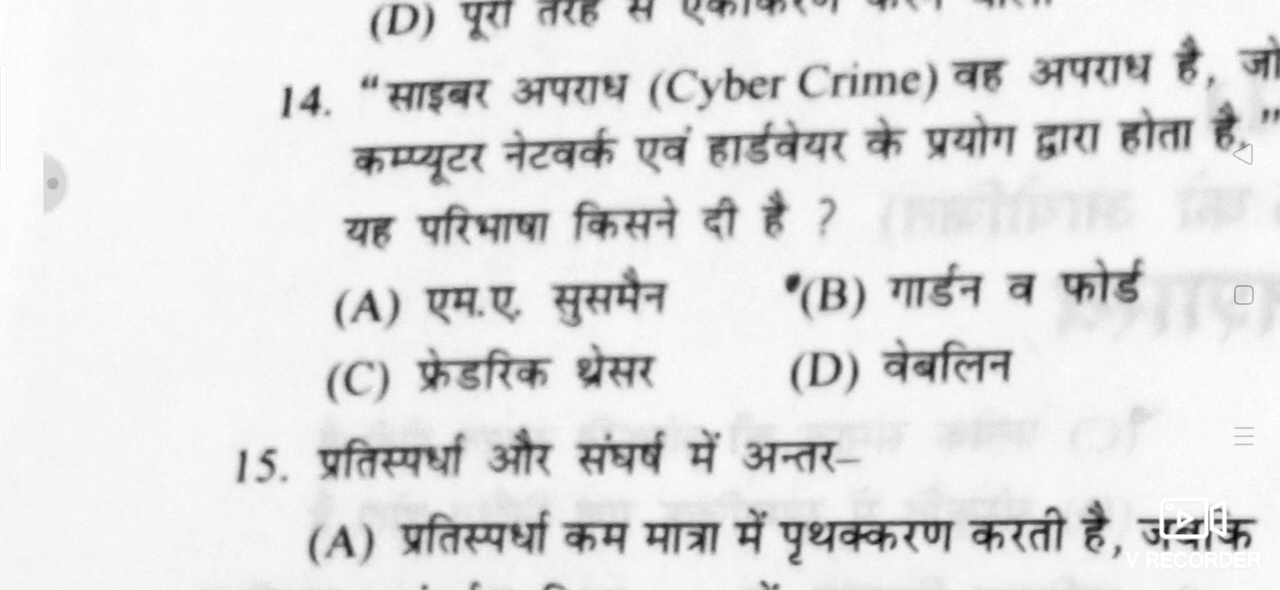 (D) पूरी तरह से एकीकरण करने वाला
14. “साइबर अपराध (Cyber Crime) वह अपराध है, जो
कम्प्यूटर नेटवर्क एवं हार्डवेयर के प्रयोग द्वारा होता है,”
यह परिभाषा किसने दी है ?
(A) एम.ए. सुसमैन
(B) गार्डन व फोर्ड
(C) फ्रेडरिक थ्रेसर
(D) वेबलिन
15. प्रतिस्पर्धा और संघर्ष में अन्तर–
(A) प्रतिस्पर्धा कम मात्रा में पृथक्करण करती है, जबकि
V RECORDER